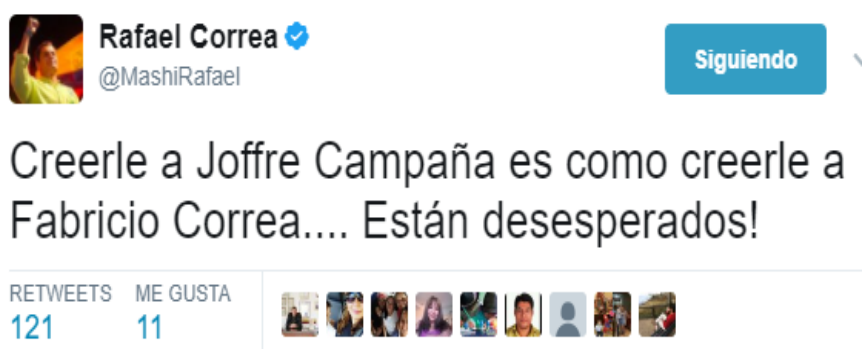 Rafael Correa
@MashiRafael
Siguiendo
Creerle a Joffre Campaña es como creerle a
Fabricio Correa.... Están desesperados!
RETWEETS ME GUSTA
121 11